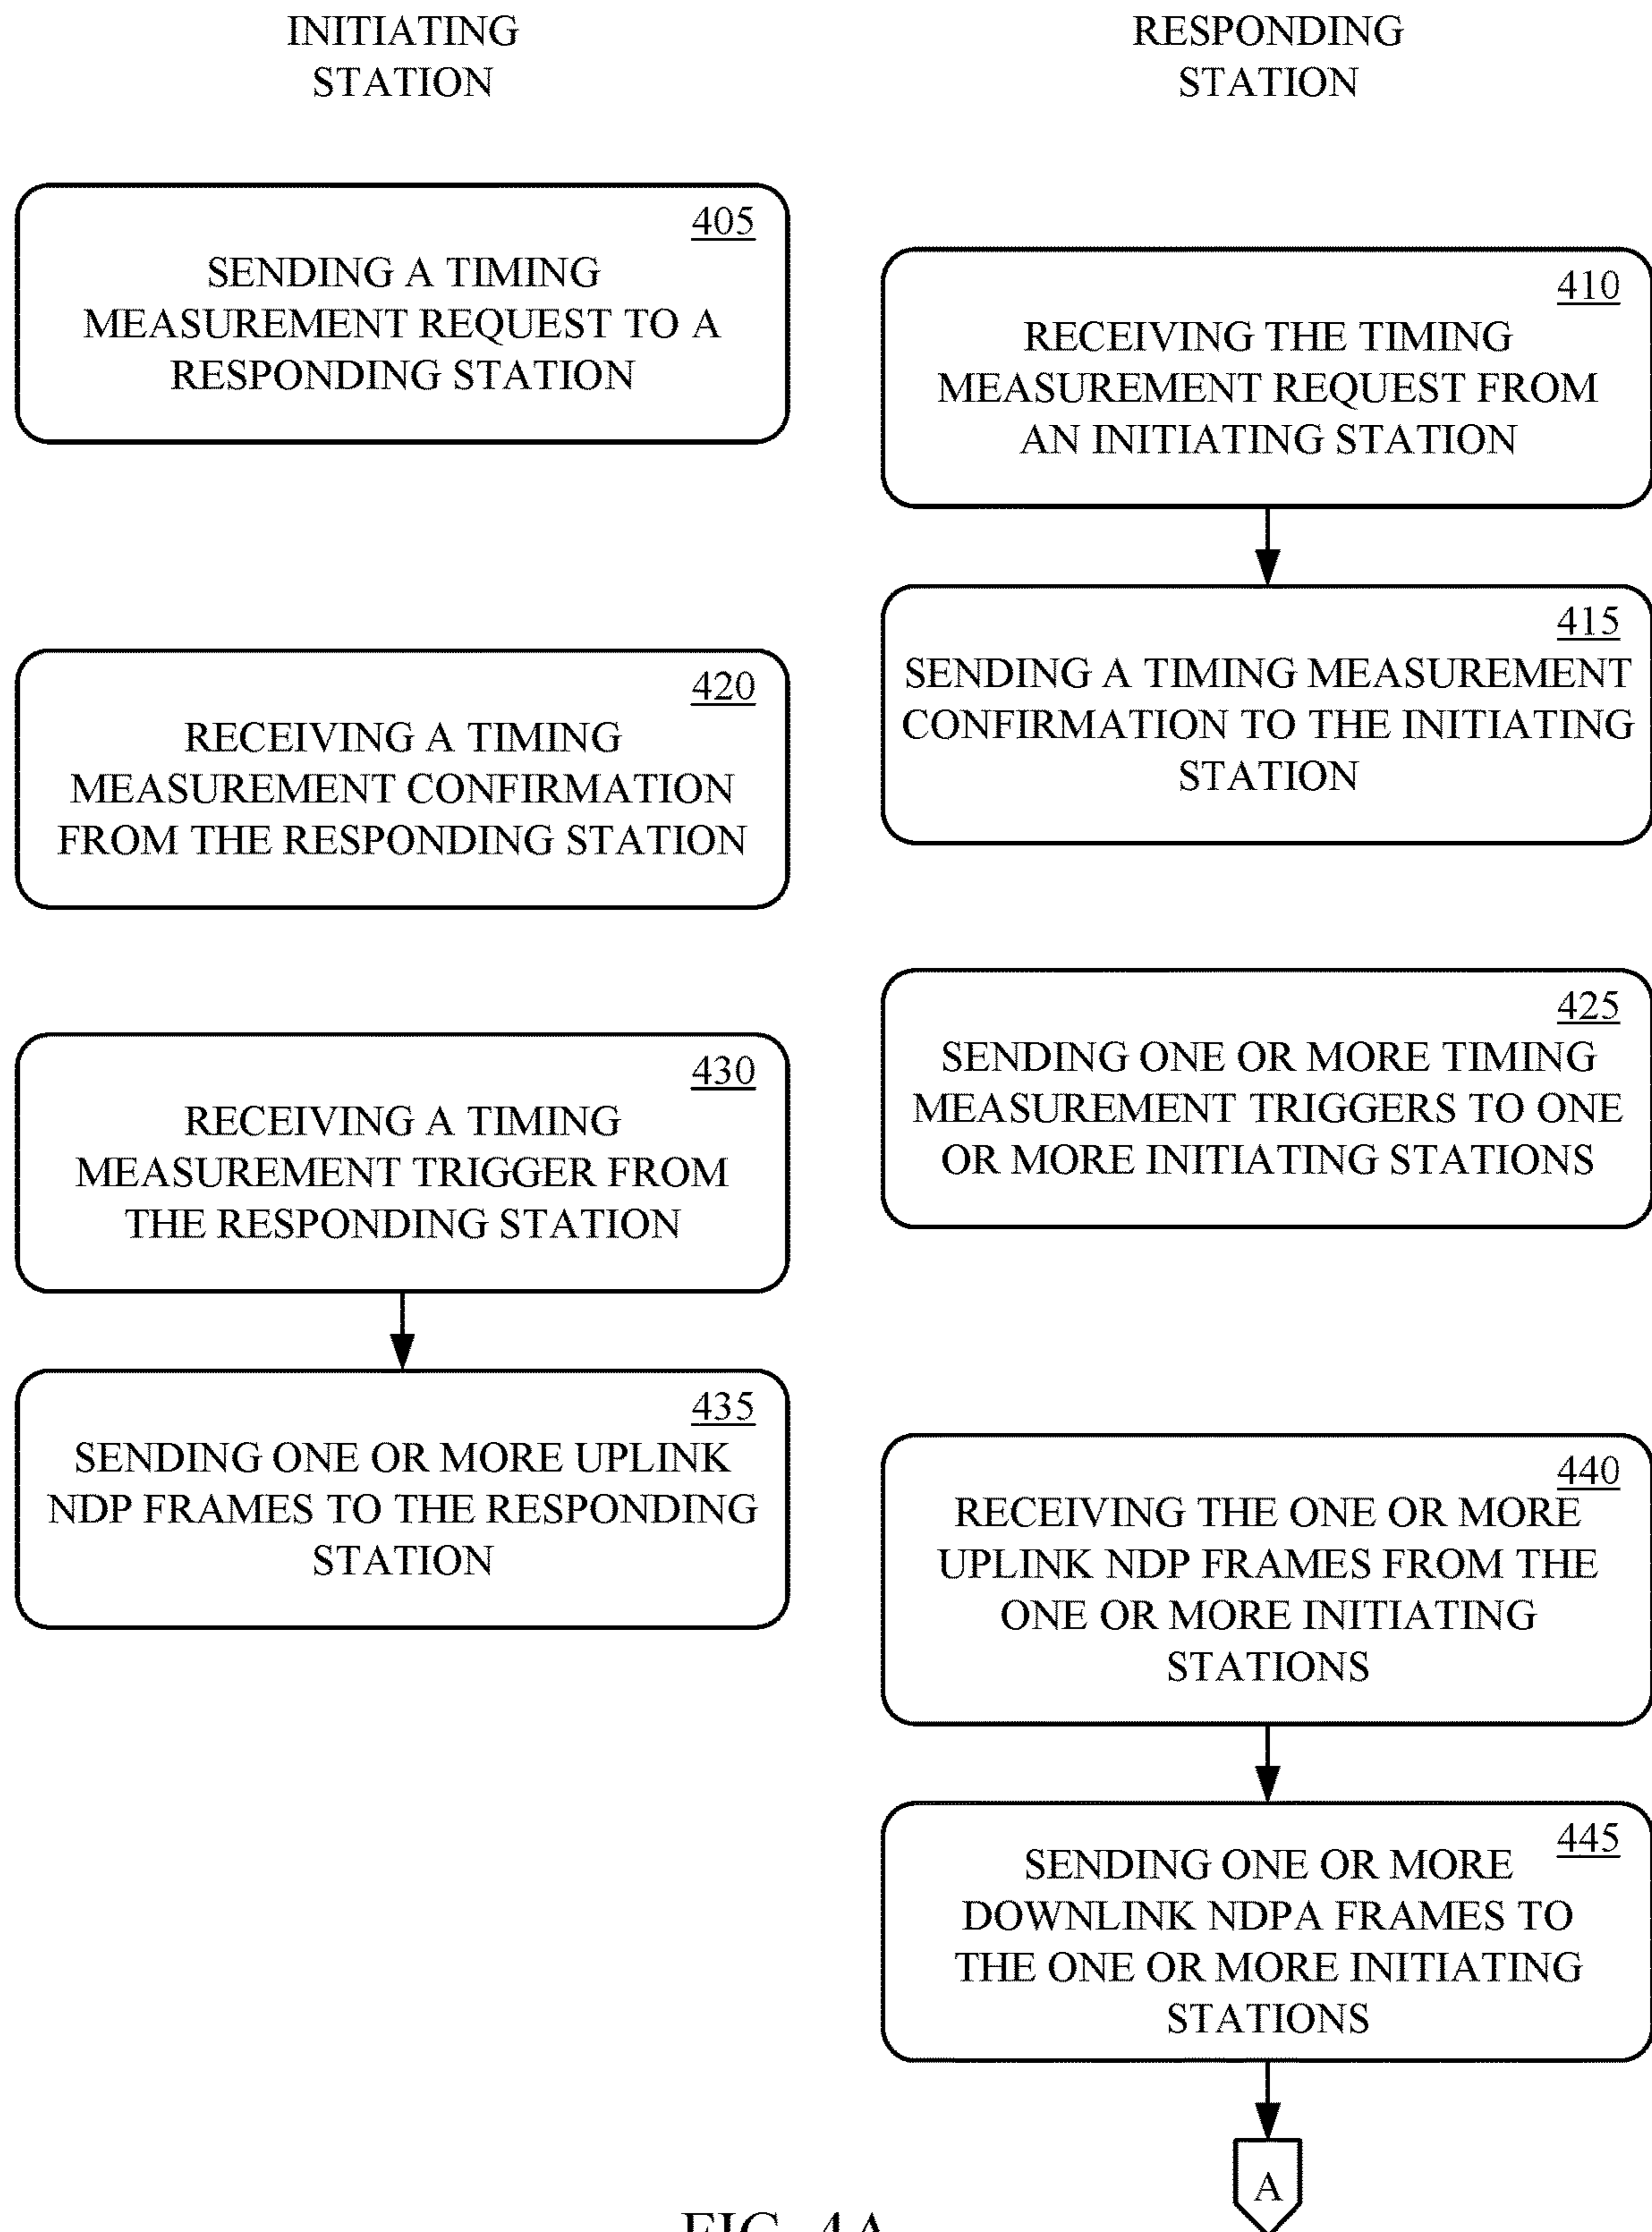 INITIATING
STATION
RESPONDING
STATION
405
SENDING A TIMING
MEASUREMENT REQUEST TO A
RESPONDING STATION
410
RECEIVING THE TIMING
MEASUREMENT REQUEST FROM
AN INITIATING STATION
415
SENDING A TIMING MEASUREMENT
CONFIRMATION TO THE INITIATING
STATION
420
RECEIVING A TIMING
MEASUREMENT CONFIRMATION
FROM THE RESPONDING STATION
425
SENDING ONE OR MORE TIMING
MEASUREMENT TRIGGERS TO ONE
OR MORE INITIATING STATIONS
430
RECEIVING A TIMING
MEASUREMENT TRIGGER FROM
THE RESPONDING STATION
435
SENDING ONE OR MORE UPLINK
NDP FRAMES TO THE RESPONDING
STATION
440
RECEIVING THE ONE OR MORE
UPLINK NDP FRAMES FROM THE
ONE OR MORE INITIATING
STATIONS
445
SENDING ONE OR MORE
DOWNLINK NDPA FRAMES TO
THE ONE OR MORE INITIATING
STATIONS
A
FIG. 4A